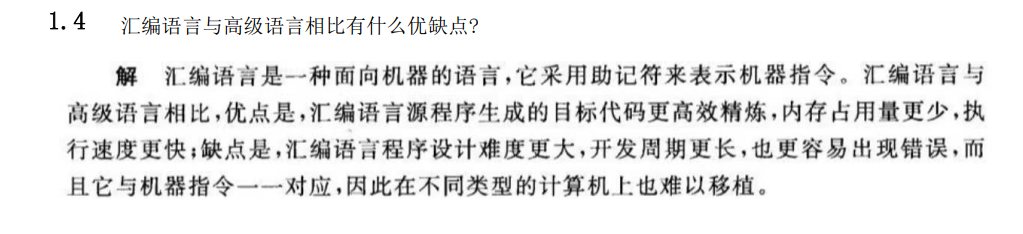 1.4 汇编语言与高级语言相比有什么优缺点?
解 汇编语言是一种面向机器的语言,它采用助记符来表示机器指令。汇编语言与
高级语言相比,优点是,汇编语言源程序生成的目标代码更高效精炼,内存占用量更少,执
行速度更快;缺点是,汇编语言程序设计难度更大,开发周期更长,也更容易出现错误,而
且它与机器指令一一对应,因此在不同类型的计算机上也难以移植。